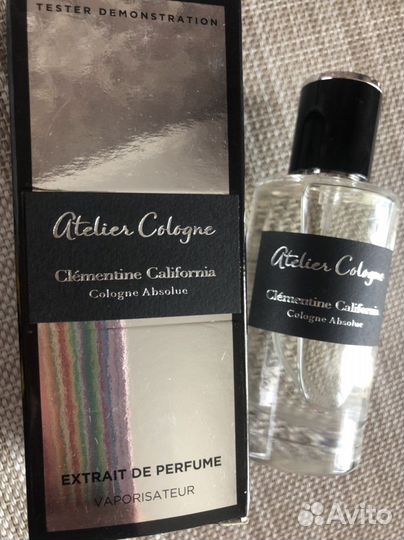 TESTER DEMONSTRATION
Atelier Cologne
Clémentine California
Cologne Absolue
EXTRAIT DE PERFUME
VAPORISATEUR
Atelier Cologne
Clémentine California
Cologne Absolue
Avito